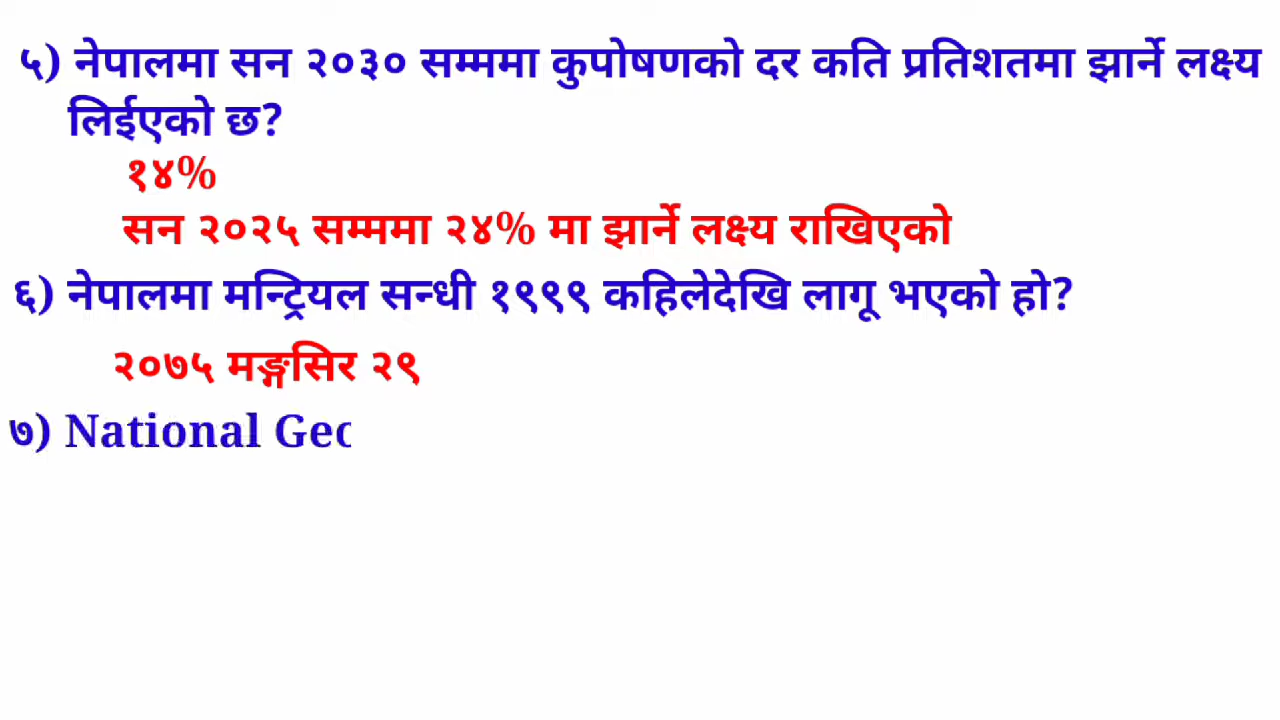 ५) नेपालमा सन २०३० सम्ममा कुपोषणको दर कति प्रतिशतमा झार्ने लक्ष्य
लिईएको छ?
१४%
सन २०२५ सम्ममा २४% मा झार्ने लक्ष्य राखिएको
६) नेपालमा मन्ट्रियल सन्धी १९९९ कहिलेदेखि लागू भएको हो?
२०७५ मङ्गसिर २९
७) National